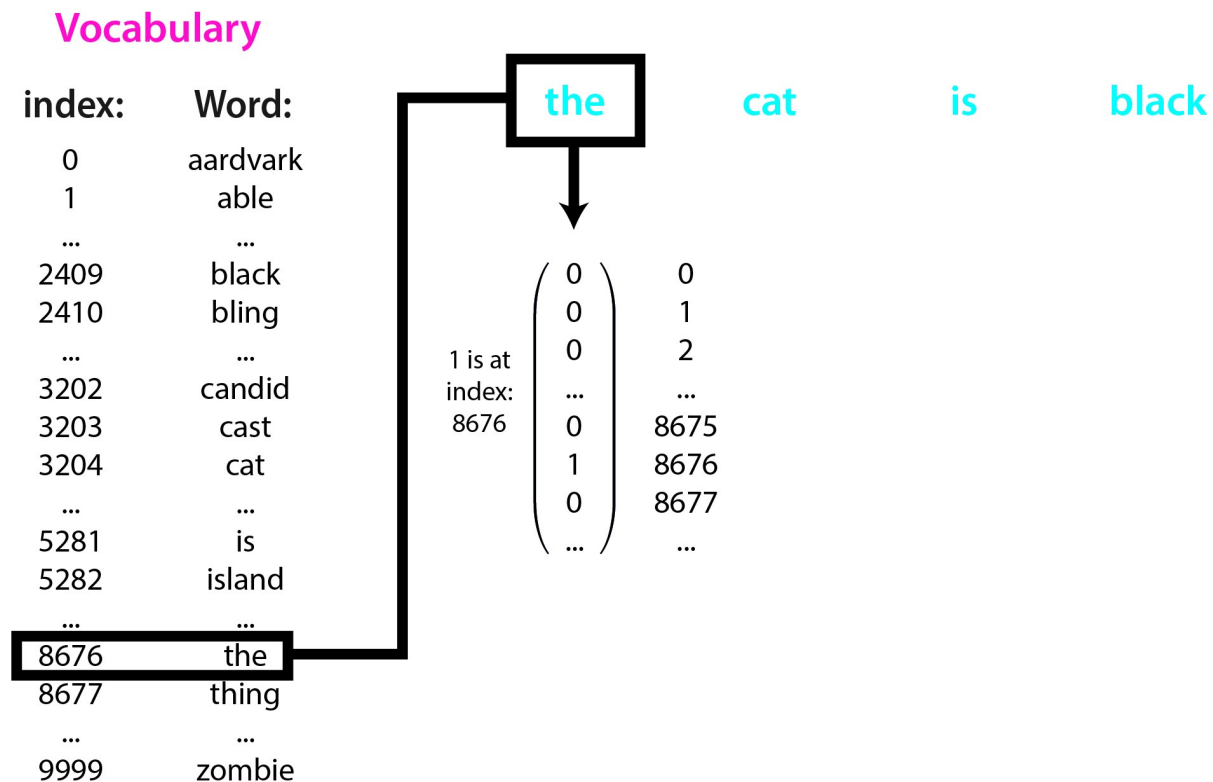 Vocabulary
index: Word:
0 aardvark
1 able
... ...
2409 black
2410 bling
... ...
3202 candid
3203 cast
3204 cat
... ...
5281 is
5282 island
... ...
8676 the
8677 thing
... ...
9999 zombie
the cat is black
1 is at
index:
8676
0 0
0 1
0 2
... ...
0 8675
1 8676
0 8677
... ...